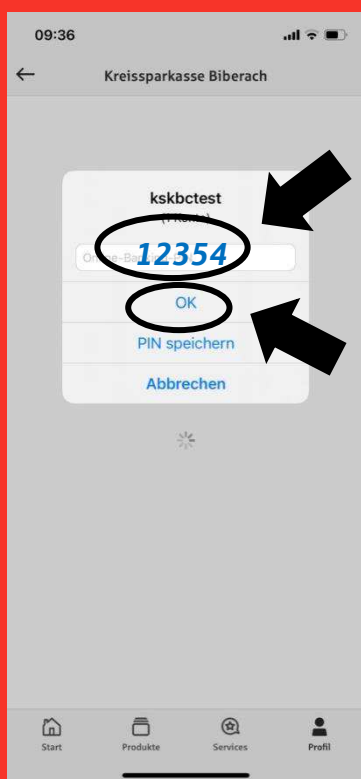 09:36
Kreissparkasse Biberach
kskbctest
12354
OK
PIN speichern
Abbrechen
Start
Produkte
Services
Profil